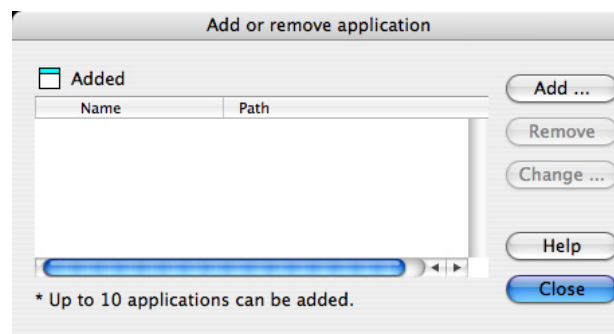 Add or remove application
Added
Name Path
Add ...
Remove
Change ...
Help
Close
* Up to 10 applications can be added.